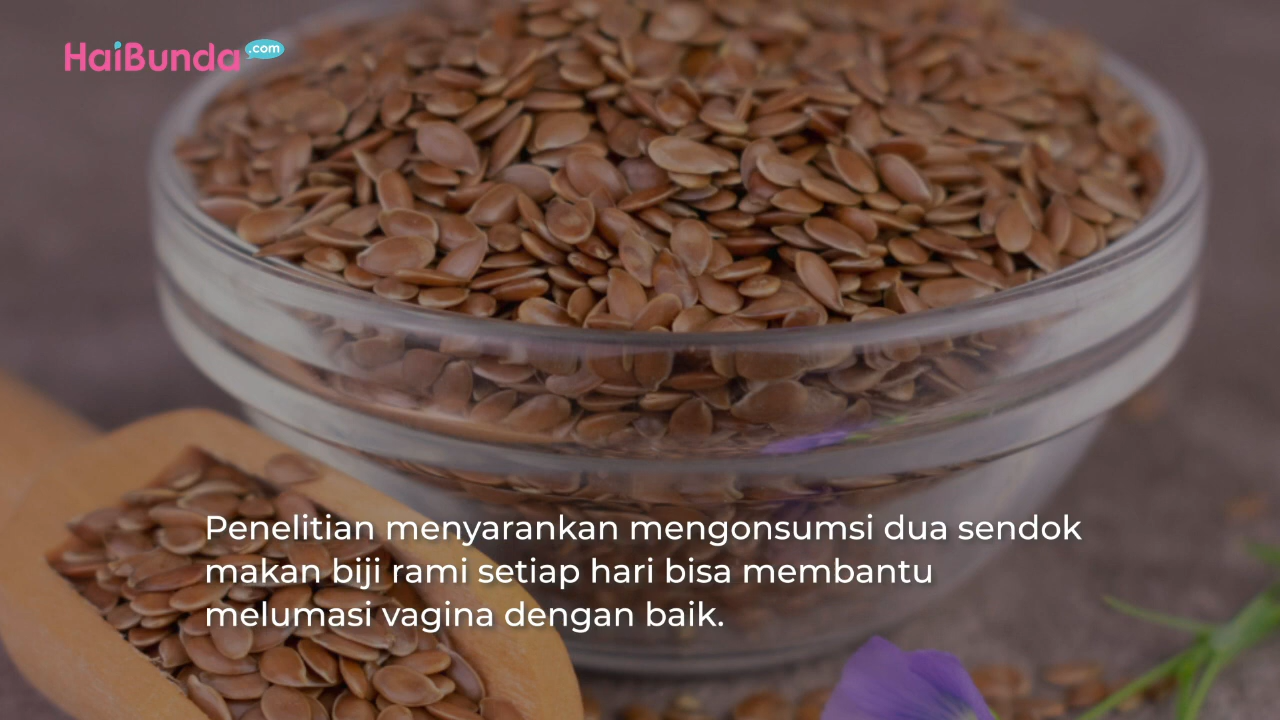 HaiBunda.com
Penelitian menyarankan mengonsumsi dua sendok
makan biji rami setiap hari bisa membantu
melumasi vagina dengan baik.